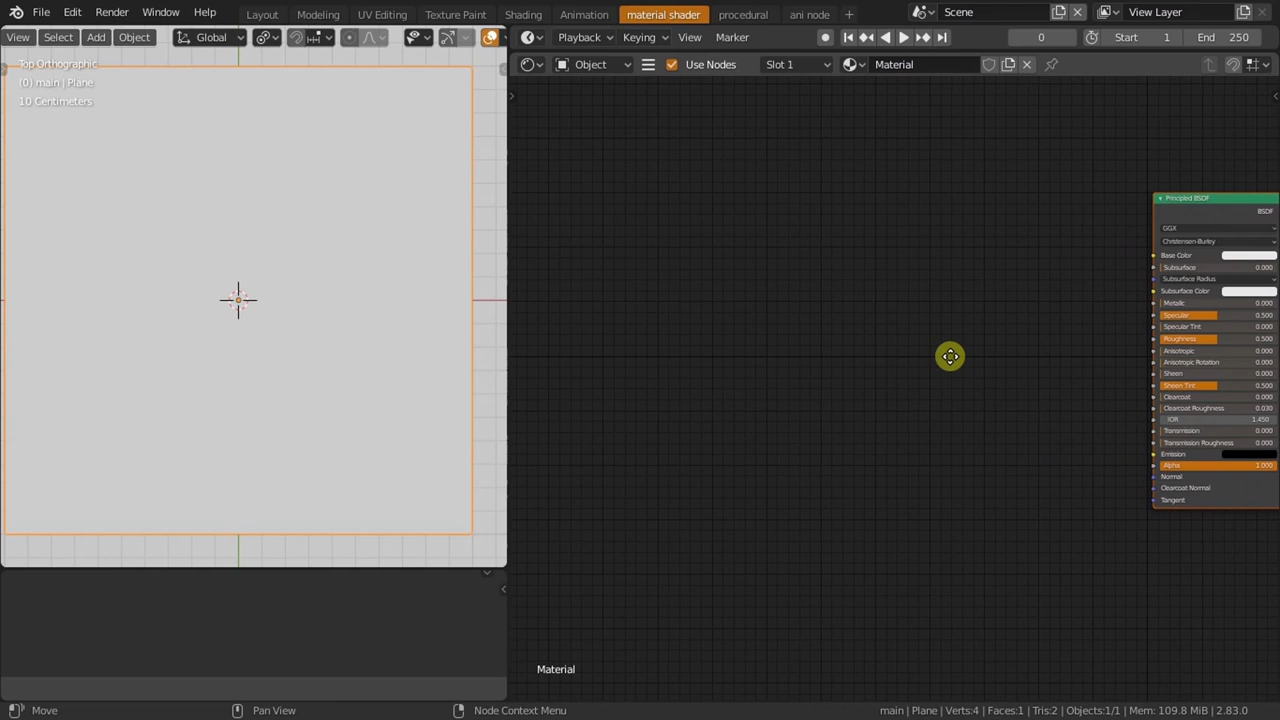 File Edit Render Window Help Layout Modeling UV Editing Texture Paint Shading Animation material shader procedural ani node Scene View Layer
View Select Add Object Global Playback Keying View Marker 0 Start 1 End 250
Object Use Nodes Slot 1 Material
Top Orthographic
(0) main | Plane
10 Centimeters
Principled BSDF
BSDF
GGX
Christensen-Burley
Base Color
Subsurface 0.000
Subsurface Radius
Subsurface Color
Metallic 0.000
Specular 0.500
Specular Tint 0.000
Roughness 0.500
Anisotropic 0.000
Anisotropic Rotation 0.000
Sheen 0.000
Sheen Tint 0.500
Clearcoat 0.000
Clearcoat Roughness 0.030
IOR 1.450
Transmission 0.000
Transmission Roughness 0.000
Emission
Alpha 1.000
Normal
Clearcoat Normal
Tangent
Material
Move Pan View Node Context Menu main | Plane | Verts:4 | Faces:1 | Tris:2 | Objects:1/1 | Mem: 109.8 MiB | 2.83.0